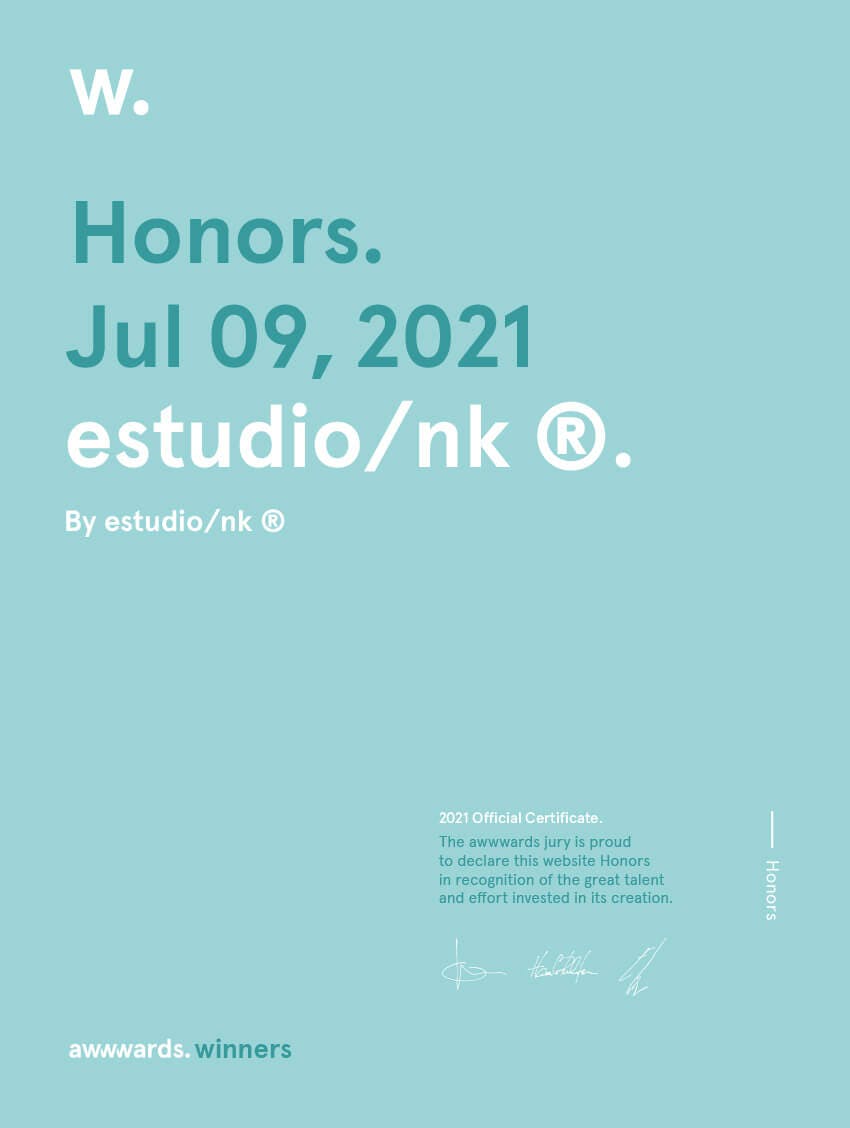 w.
Honors.
Jul 09, 2021
estudio/nk ®.
By estudio/nk ®
2021 Official Certificate.
The awwwards jury is proud
to declare this website Honors
in recognition of the great talent
and effort invested in its creation.
Honors
awwwards. winners